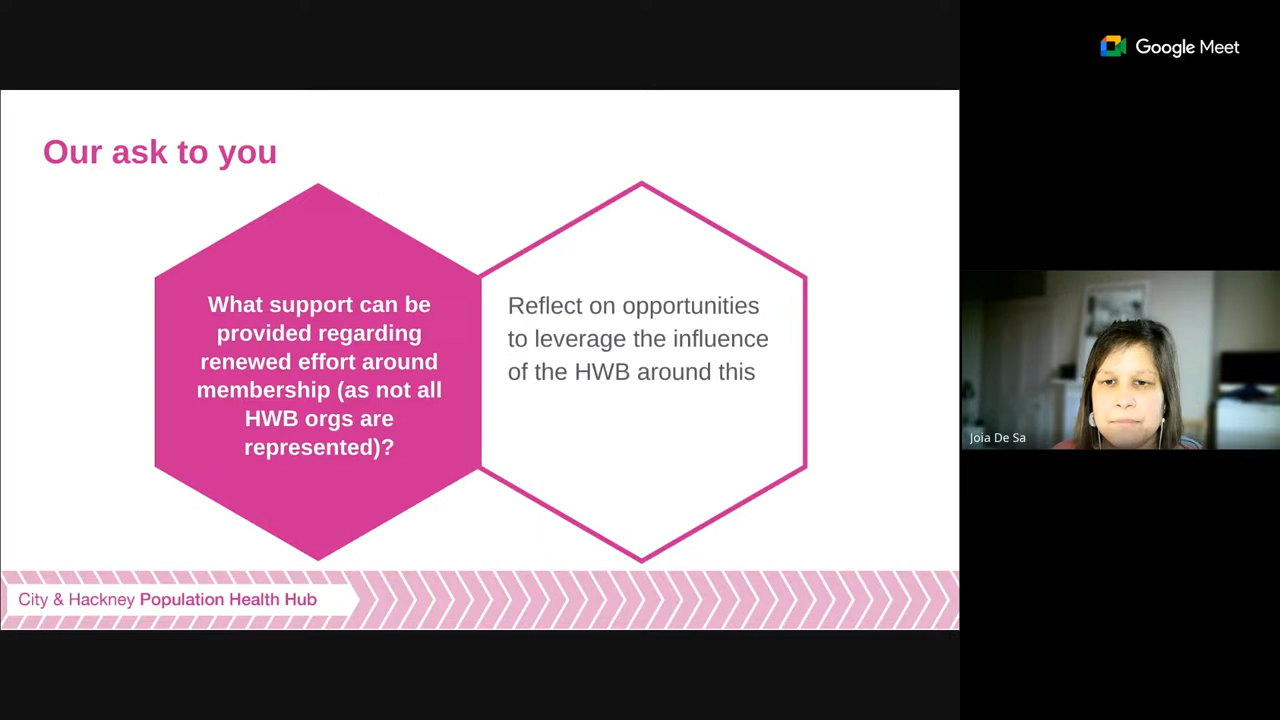 Google Meet
Our ask to you
What support can be
provided regarding
renewed effort around
membership (as not all
HWB orgs are
represented)?
Reflect on opportunities
to leverage the influence
of the HWB around this
Joia De Sa
City & Hackney Population Health Hub